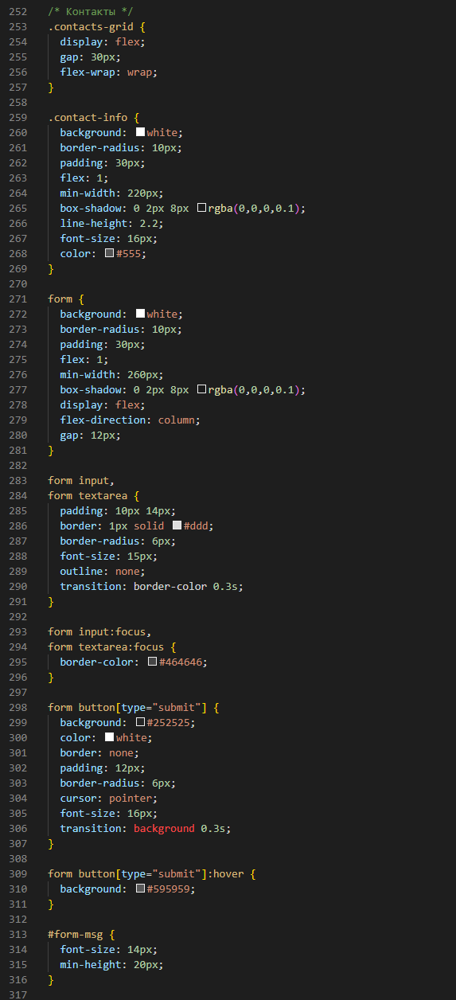 252 /* Контакты */
253 .contacts-grid {
254   display: flex;
255   gap: 30px;
256   flex-wrap: wrap;
257 }
258
259 .contact-info {
260   background: white;
261   border-radius: 10px;
262   padding: 30px;
263   flex: 1;
264   min-width: 220px;
265   box-shadow: 0 2px 8px rgba(0,0,0,0.1);
266   line-height: 2.2;
267   font-size: 16px;
268   color: #555;
269 }
270
271 form {
272   background: white;
273   border-radius: 10px;
274   padding: 30px;
275   flex: 1;
276   min-width: 260px;
277   box-shadow: 0 2px 8px rgba(0,0,0,0.1);
278   display: flex;
279   flex-direction: column;
280   gap: 12px;
281 }
282
283 form input,
284 form textarea {
285   padding: 10px 14px;
286   border: 1px solid #ddd;
287   border-radius: 6px;
288   font-size: 15px;
289   outline: none;
290   transition: border-color 0.3s;
291 }
292
293 form input:focus,
294 form textarea:focus {
295   border-color: #464646;
296 }
297
298 form button[type="submit"] {
299   background: #252525;
300   color: white;
301   border: none;
302   padding: 12px;
303   border-radius: 6px;
304   cursor: pointer;
305   font-size: 16px;
306   transition: background 0.3s;
307 }
308
309 form button[type="submit"]:hover {
310   background: #595959;
311 }
312
313 #form-msg {
314   font-size: 14px;
315   min-height: 20px;
316 }
317